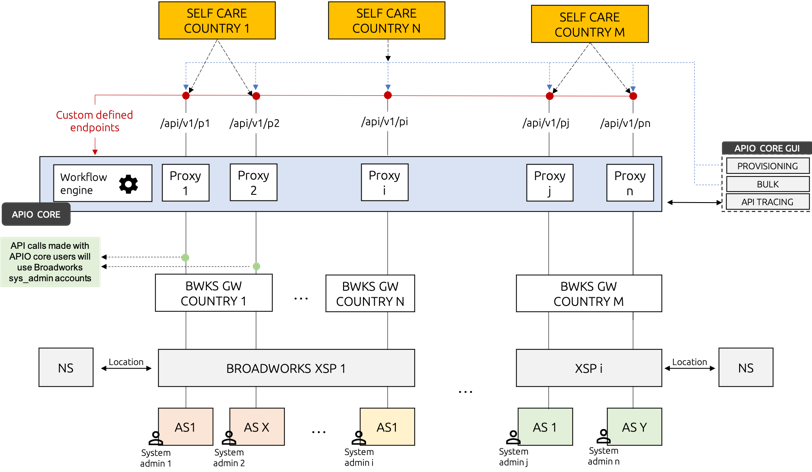 SELF CARE
COUNTRY 1
SELF CARE
COUNTRY N
SELF CARE
COUNTRY M
Custom defined
endpoints
/api/v1/p1
/api/v1/p2
/api/v1/pi
/api/v1/pj
/api/v1/pn
Workflow
engine
Proxy
1
Proxy
2
Proxy
i
Proxy
j
Proxy
n
APIO CORE
APIO CORE GUI
PROVISIONING
BULK
API TRACING
API calls made with
APIO core users will
use Broadworks
sys_admin accounts
BWKS GW
COUNTRY 1
...
BWKS GW
COUNTRY N
BWKS GW
COUNTRY M
NS
Location
BROADWORKS XSP 1
...
XSP i
Location
NS
AS1
AS X
...
AS1
AS 1
AS Y
System
admin 1
System
admin 2
System
admin i
System
admin j
System
admin n